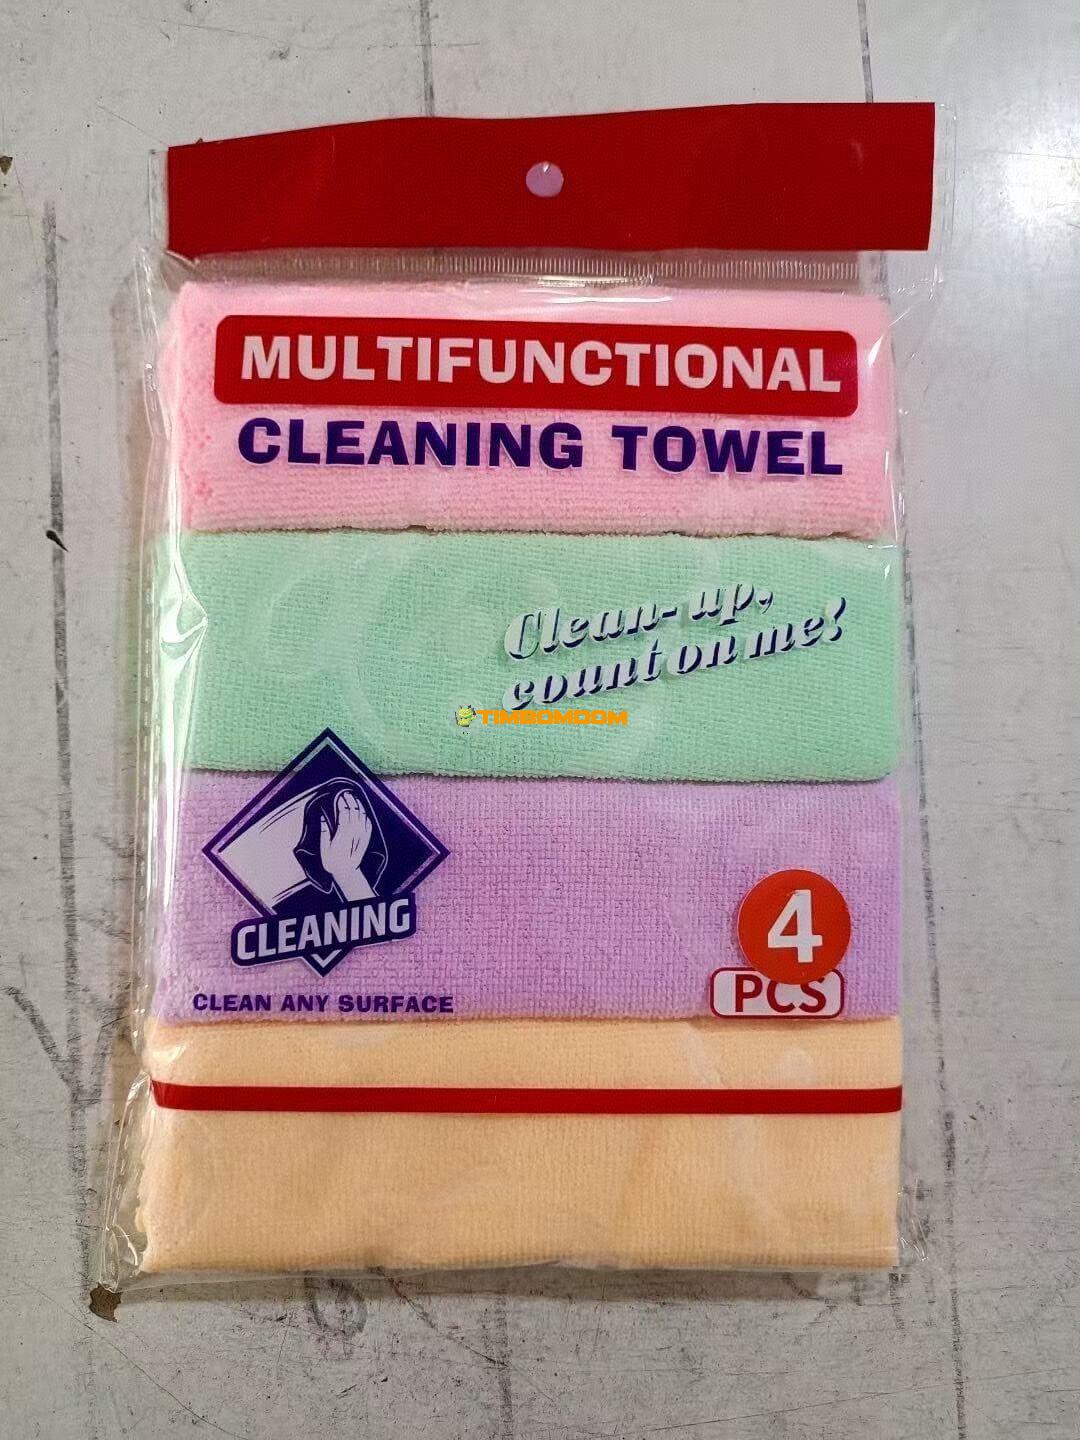 MULTIFUNCTIONAL
CLEANING TOWEL
Clean-up,
count on me!
TIMBOMDOM
CLEANING
CLEAN ANY SURFACE
4
PCS